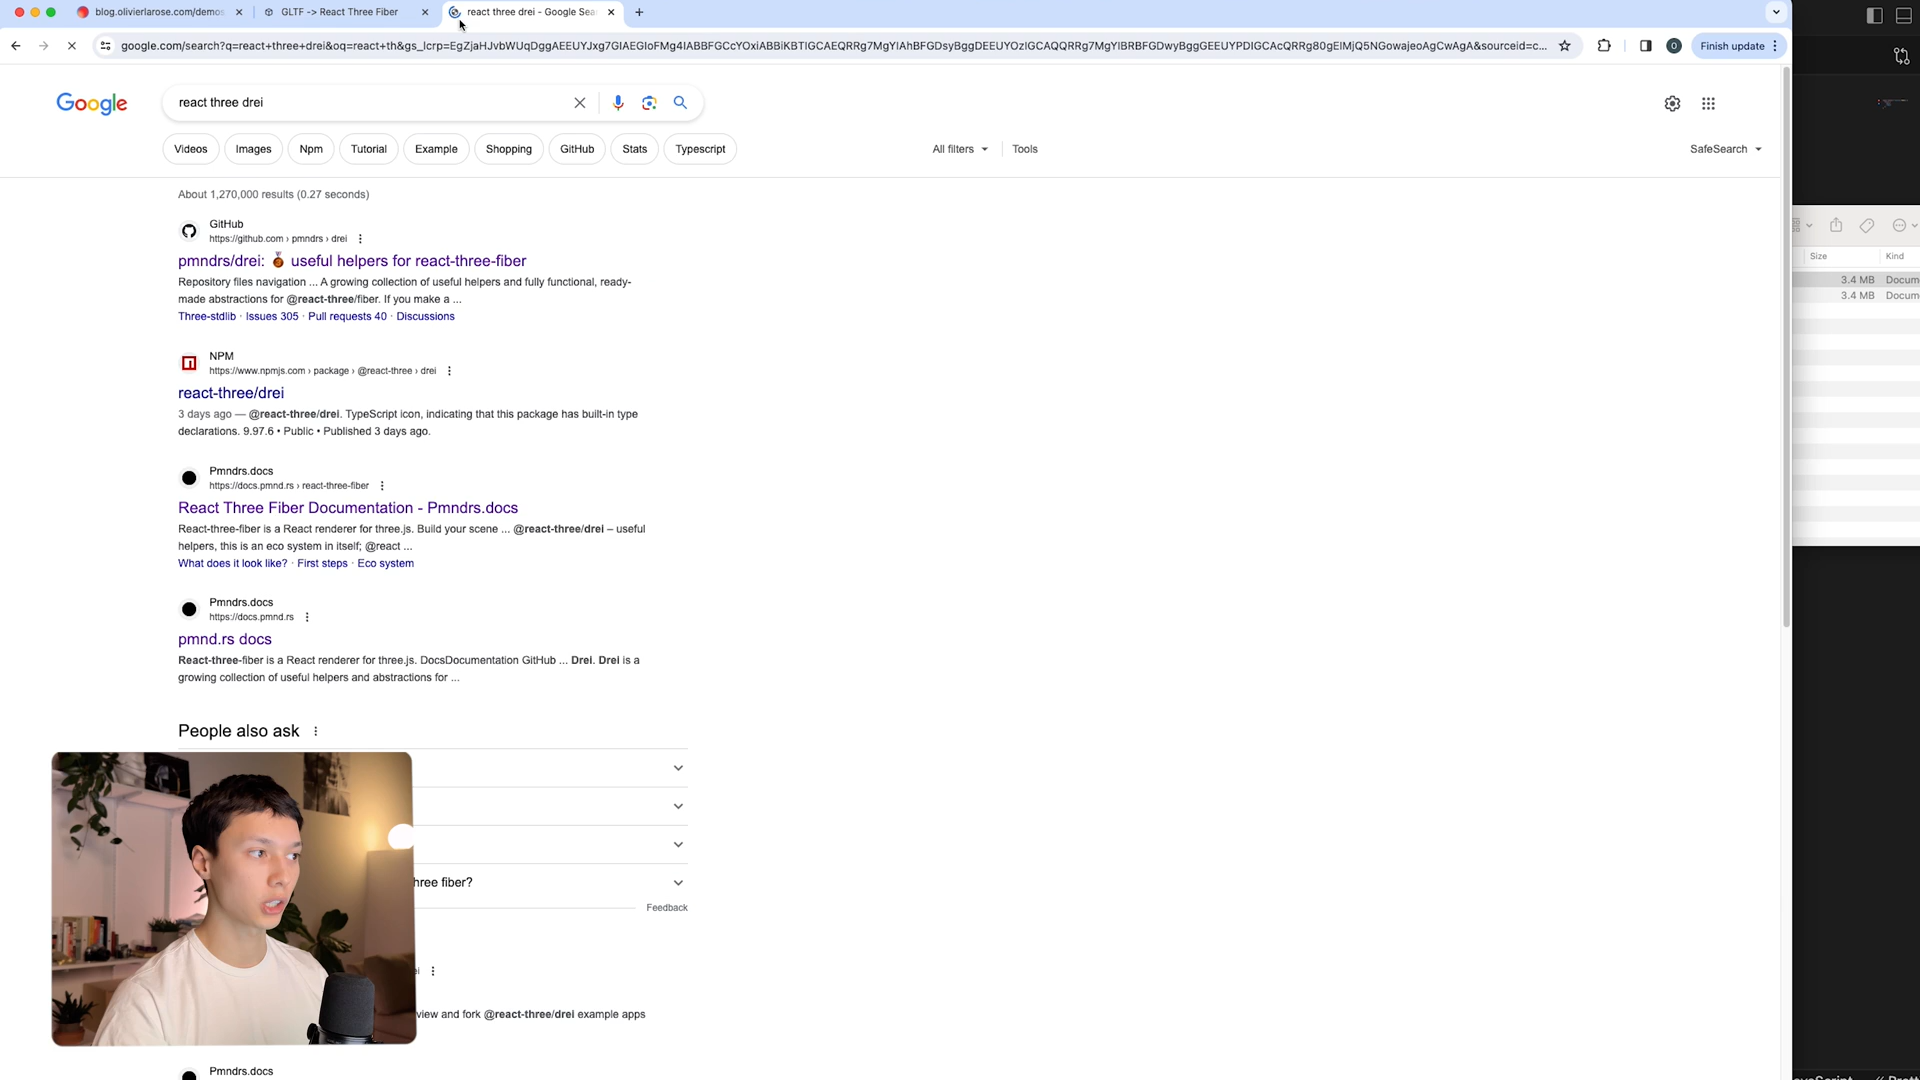 blog.olivierlarose.com/demos
GLTF -> React Three Fiber
react three drei - Google Sea
google.com/search?q=react+three+drei&oq=react+th&gs_lcrp=
Finish update
Google
react three drei
Videos
Images
Npm
Tutorial
Example
Shopping
GitHub
Stats
Typescript
All filters
Tools
SafeSearch
About 1,270,000 results (0.27 seconds)
GitHub
https://github.com › pmndrs › drei
pmndrs/drei: 🥉 useful helpers for react-three-fiber
Repository files navigation ... A growing collection of useful helpers and fully functional, ready-
made abstractions for @react-three/fiber. If you make a ...
Three-stdlib · Issues 305 · Pull requests 40 · Discussions
NPM
https://www.npmjs.com › package › @react-three › drei
react-three/drei
3 days ago — @react-three/drei. TypeScript icon, indicating that this package has built-in type
declarations. 9.97.6 • Public • Published 3 days ago.
Pmndrs.docs
https://docs.pmnd.rs › react-three-fiber
React Three Fiber Documentation - Pmndrs.docs
React-three-fiber is a React renderer for three.js. Build your scene ... @react-three/drei – useful
helpers, this is an eco system in itself; @react ...
What does it look like? · First steps · Eco system
Pmndrs.docs
https://docs.pmnd.rs
pmnd.rs docs
React-three-fiber is a React renderer for three.js. DocsDocumentation GitHub ... Drei. Drei is a
growing collection of useful helpers and abstractions for ...
People also ask
hree fiber?
Feedback
ei
view and fork @react-three/drei example apps
Pmndrs.docs
Size
Kind
3.4 MB
Docum
3.4 MB
Docum